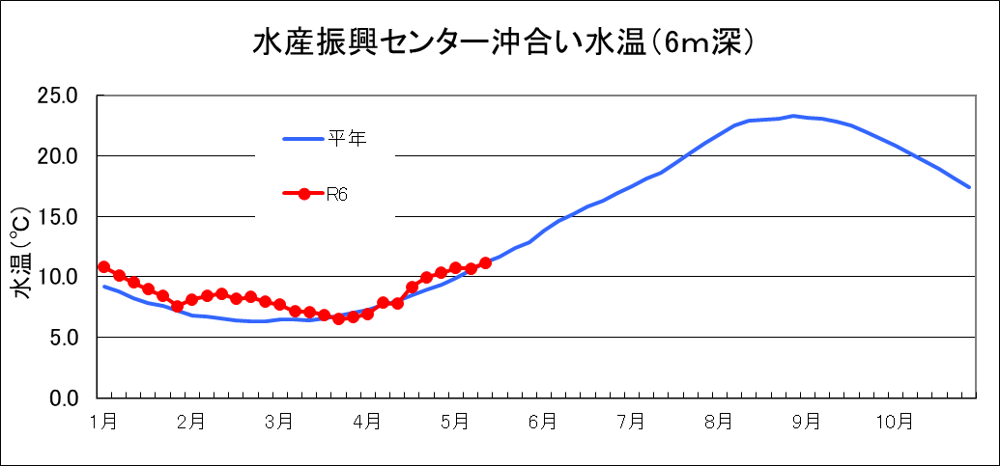 水産振興センター沖合い水温（6ｍ深）
25.0
20.0
15.0
10.0
5.0
0.0
水温（℃）
平年
R6
1月 2月 3月 4月 5月 6月 7月 8月 9月 10月